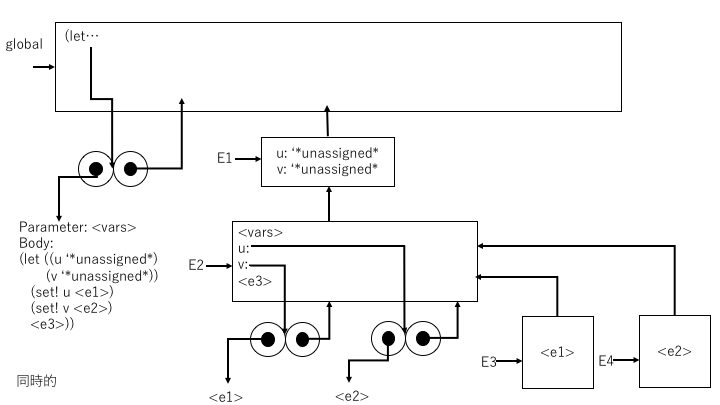 (let…
global
E1
u: ‘*unassigned*
v: ‘*unassigned*
Parameter: <vars>
Body:
(let ((u ‘*unassigned*)
(v ‘*unassigned*))
(set! u <e1>)
(set! v <e2>)
<e3>))
E2
<vars>
u:
v:
<e3>
<e1>
<e2>
E3
<e1>
E4
<e2>
同時的